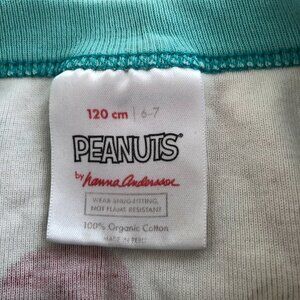 120 cm | 6-7
PEANUTS
by hanna andersson
WEAR SNUG-FITTING,
NOT FLAME RESISTANT
100% Organic Cotton
MADE IN PERU